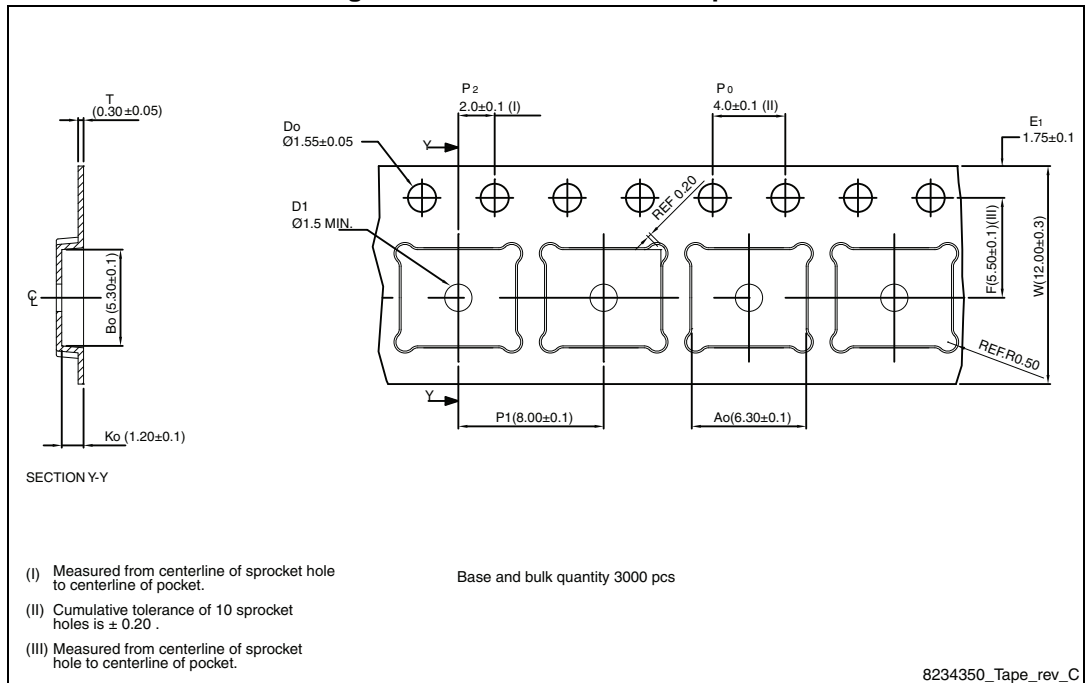 T
(0.30 ±0.05)
P2
2.0±0.1 (I)
P0
4.0±0.1 (II)
Do
Ø1.55±0.05
E1
1.75±0.1
Y
D1
Ø1.5 MIN.
REF 0.20
F(5.50±0.1)(III)
W(12.00±0.3)
Bo (5.30±0.1)
C
L
REF.R0.50
Y
P1(8.00±0.1)
Ao(6.30±0.1)
Ko (1.20±0.1)
SECTION Y-Y
(I) Measured from centerline of sprocket hole
to centerline of pocket.
Base and bulk quantity 3000 pcs
(II) Cumulative tolerance of 10 sprocket
holes is ± 0.20 .
(III) Measured from centerline of sprocket
hole to centerline of pocket.
8234350_Tape_rev_C